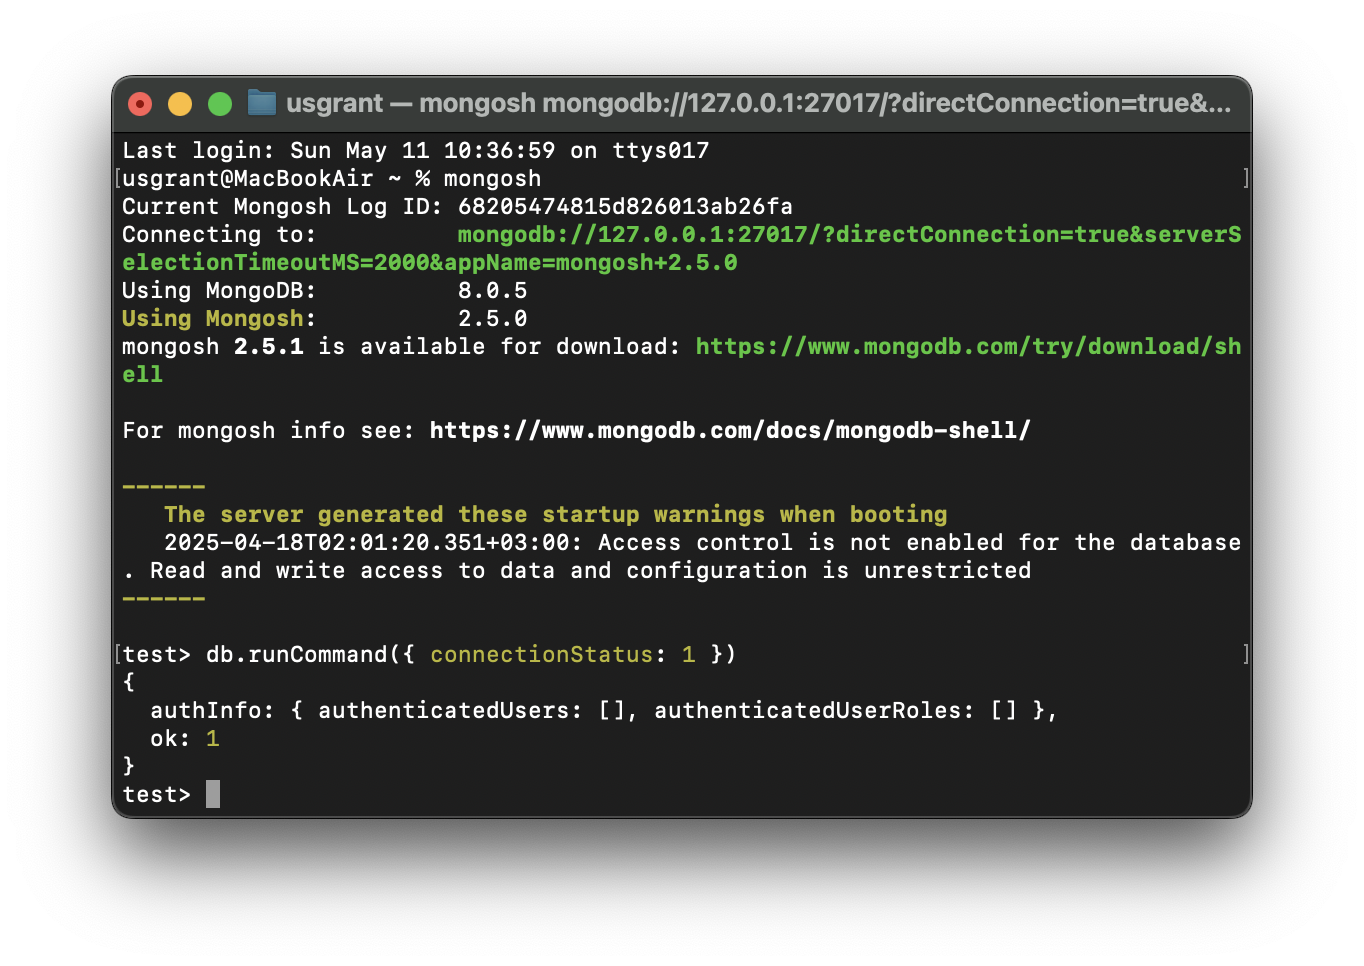 usgrant — mongosh mongodb://127.0.0.1:27017/?directConnection=true&...
Last login: Sun May 11 10:36:59 on ttys017
[usgrant@MacBookAir ~ % mongosh ]
Current Mongosh Log ID: 68205474815d826013ab26fa
Connecting to: mongodb://127.0.0.1:27017/?directConnection=true&serverS
electionTimeoutMS=2000&appName=mongosh+2.5.0
Using MongoDB: 8.0.5
Using Mongosh: 2.5.0
mongosh 2.5.1 is available for download: https://www.mongodb.com/try/download/sh
ell
For mongosh info see: https://www.mongodb.com/docs/mongodb-shell/
------
The server generated these startup warnings when booting
2025-04-18T02:01:20.351+03:00: Access control is not enabled for the database
. Read and write access to data and configuration is unrestricted
------
[test> db.runCommand({ connectionStatus: 1 }) ]
{
authInfo: { authenticatedUsers: [], authenticatedUserRoles: [] },
ok: 1
}
test>